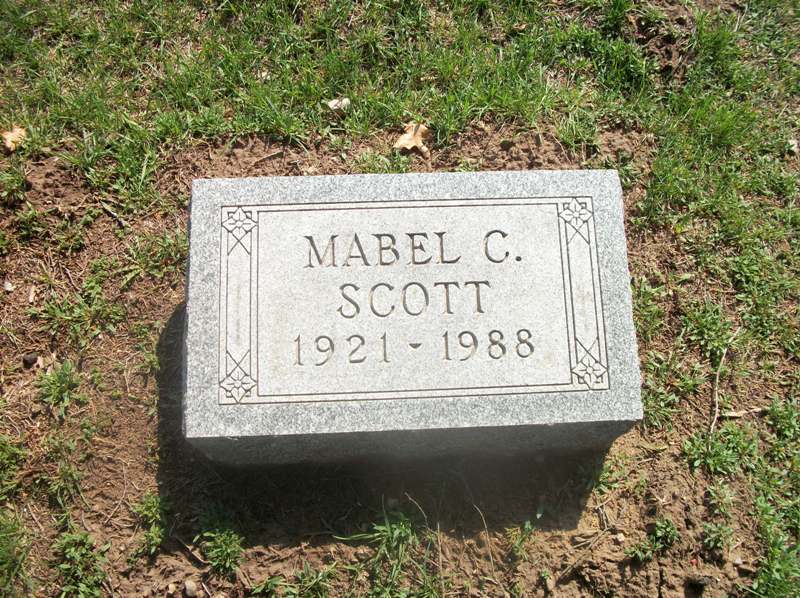 MABEL C.
SCOTT
1921 - 1988